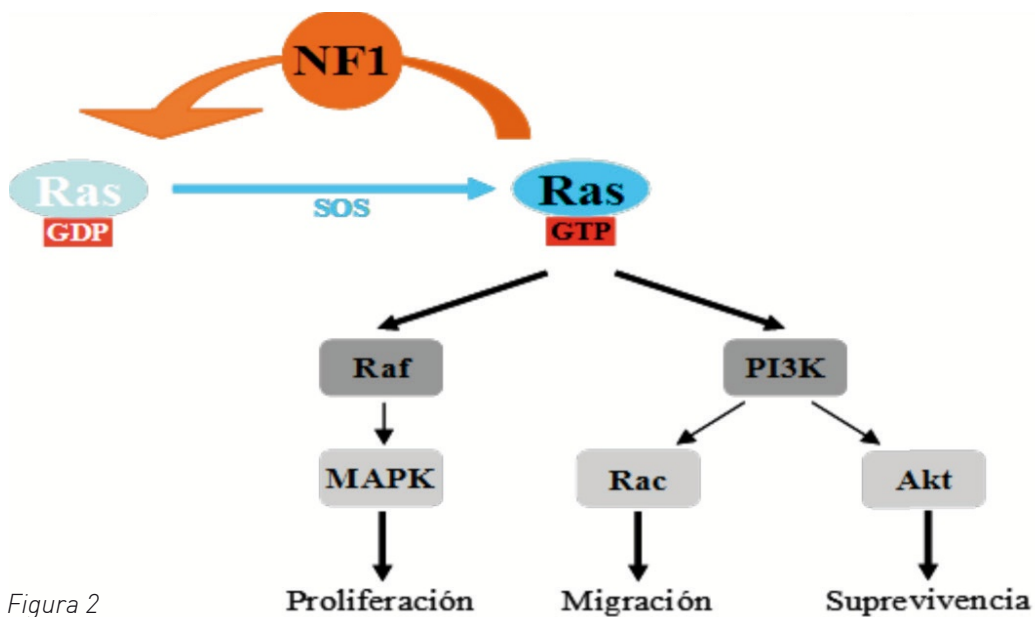 NF1
Ras
GDP
SOS
Ras
GTP
Raf
PI3K
MAPK
Rac
Akt
Proliferación
Migración
Suprevivencia
Figura 2